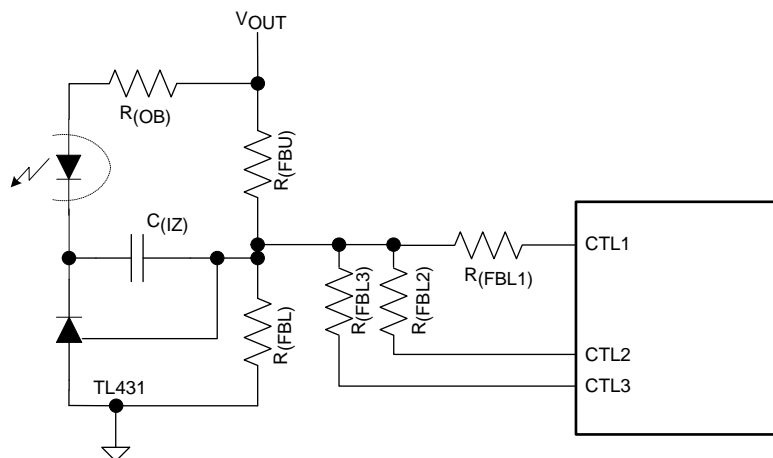 VOUT
R(OB)
R(FBU)
C(IZ)
CTL1
R(FBL1)
R(FBL3)
R(FBL2)
R(FBL)
CTL2
CTL3
TL431